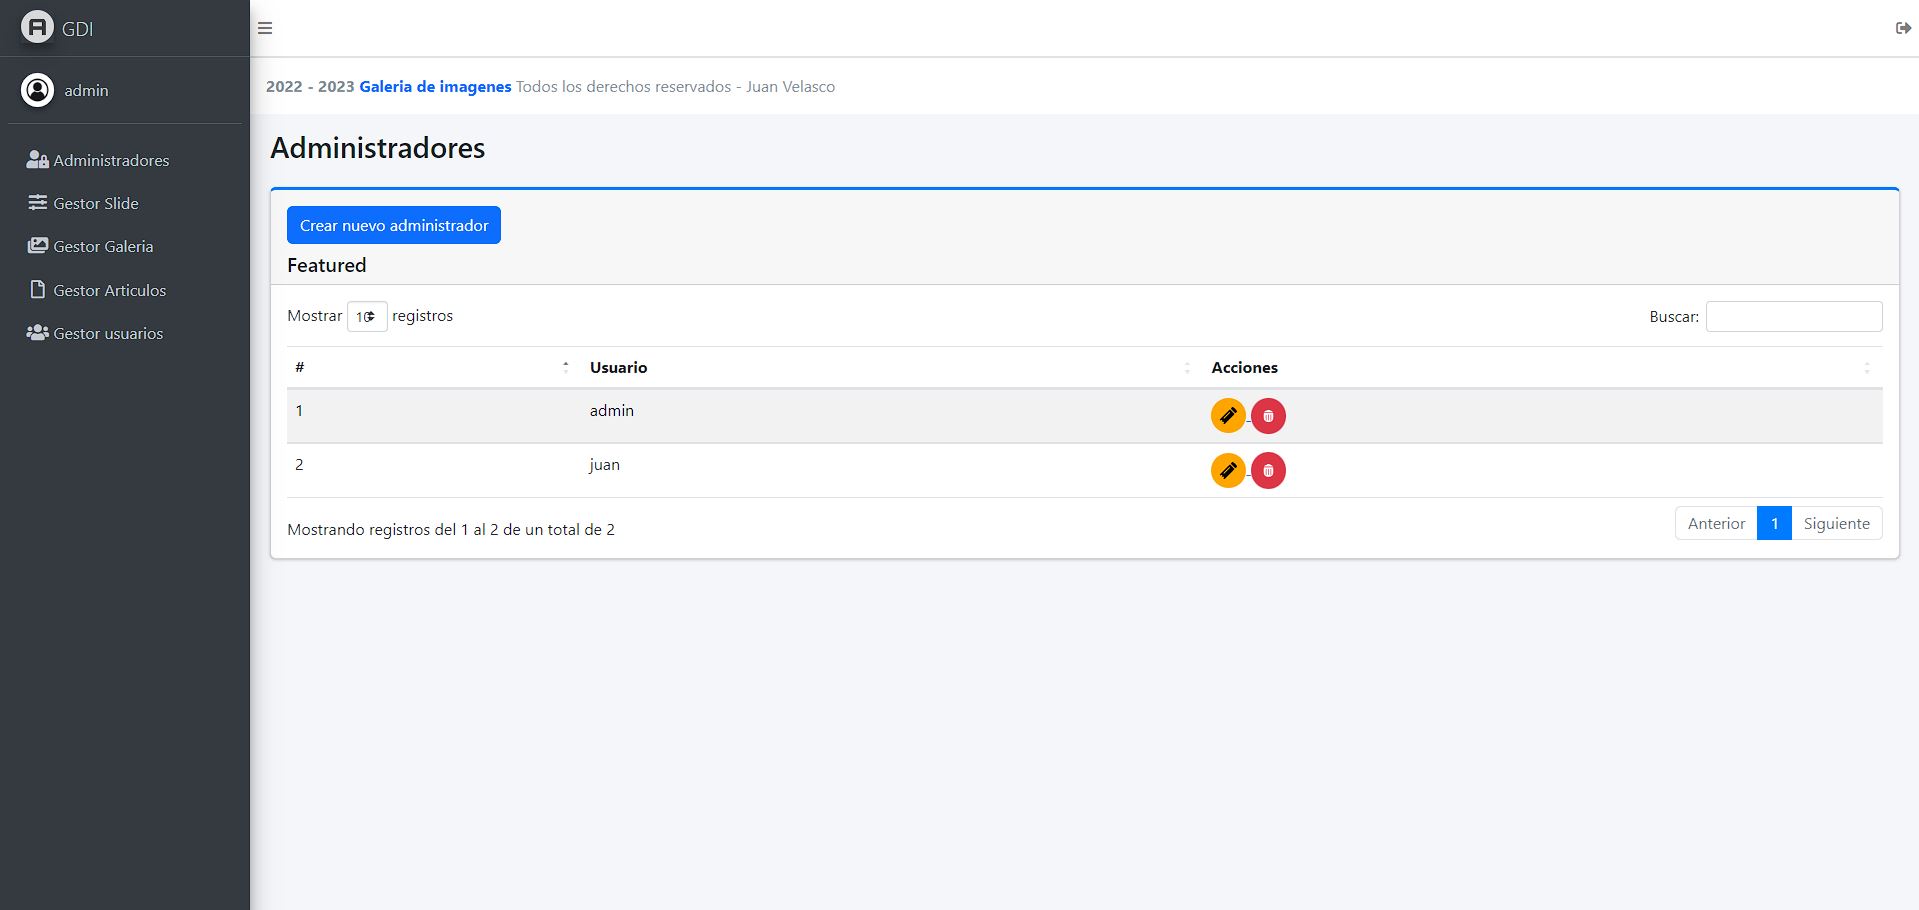 GDI
admin
Administradores
Gestor Slide
Gestor Galeria
Gestor Articulos
Gestor usuarios
2022 - 2023 Galeria de imagenes Todos los derechos reservados - Juan Velasco
Administradores
Crear nuevo administrador
Featured
Mostrar 10 registros
Buscar:
# Usuario Acciones
1 admin
2 juan
Mostrando registros del 1 al 2 de un total de 2
Anterior 1 Siguiente